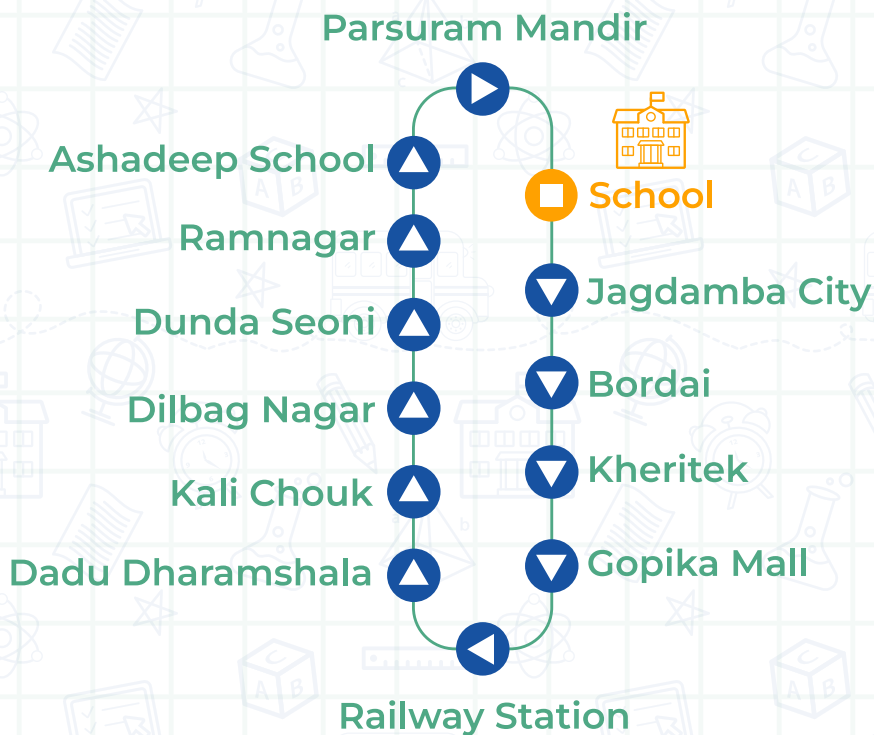 Parsuram Mandir
Ashadeep School
School
Ramnagar
Jagdamba City
Dunda Seoni
Bordai
Dilbag Nagar
Kheritek
Kali Chouk
Gopika Mall
Dadu Dharamshala
Railway Station